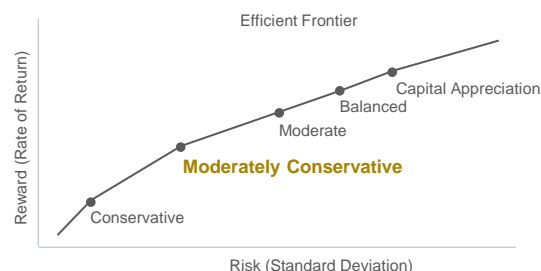 Efficient Frontier
Reward (Rate of Return)
Capital Appreciation
Balanced
Moderate
Moderately Conservative
Conservative
Risk (Standard Deviation)